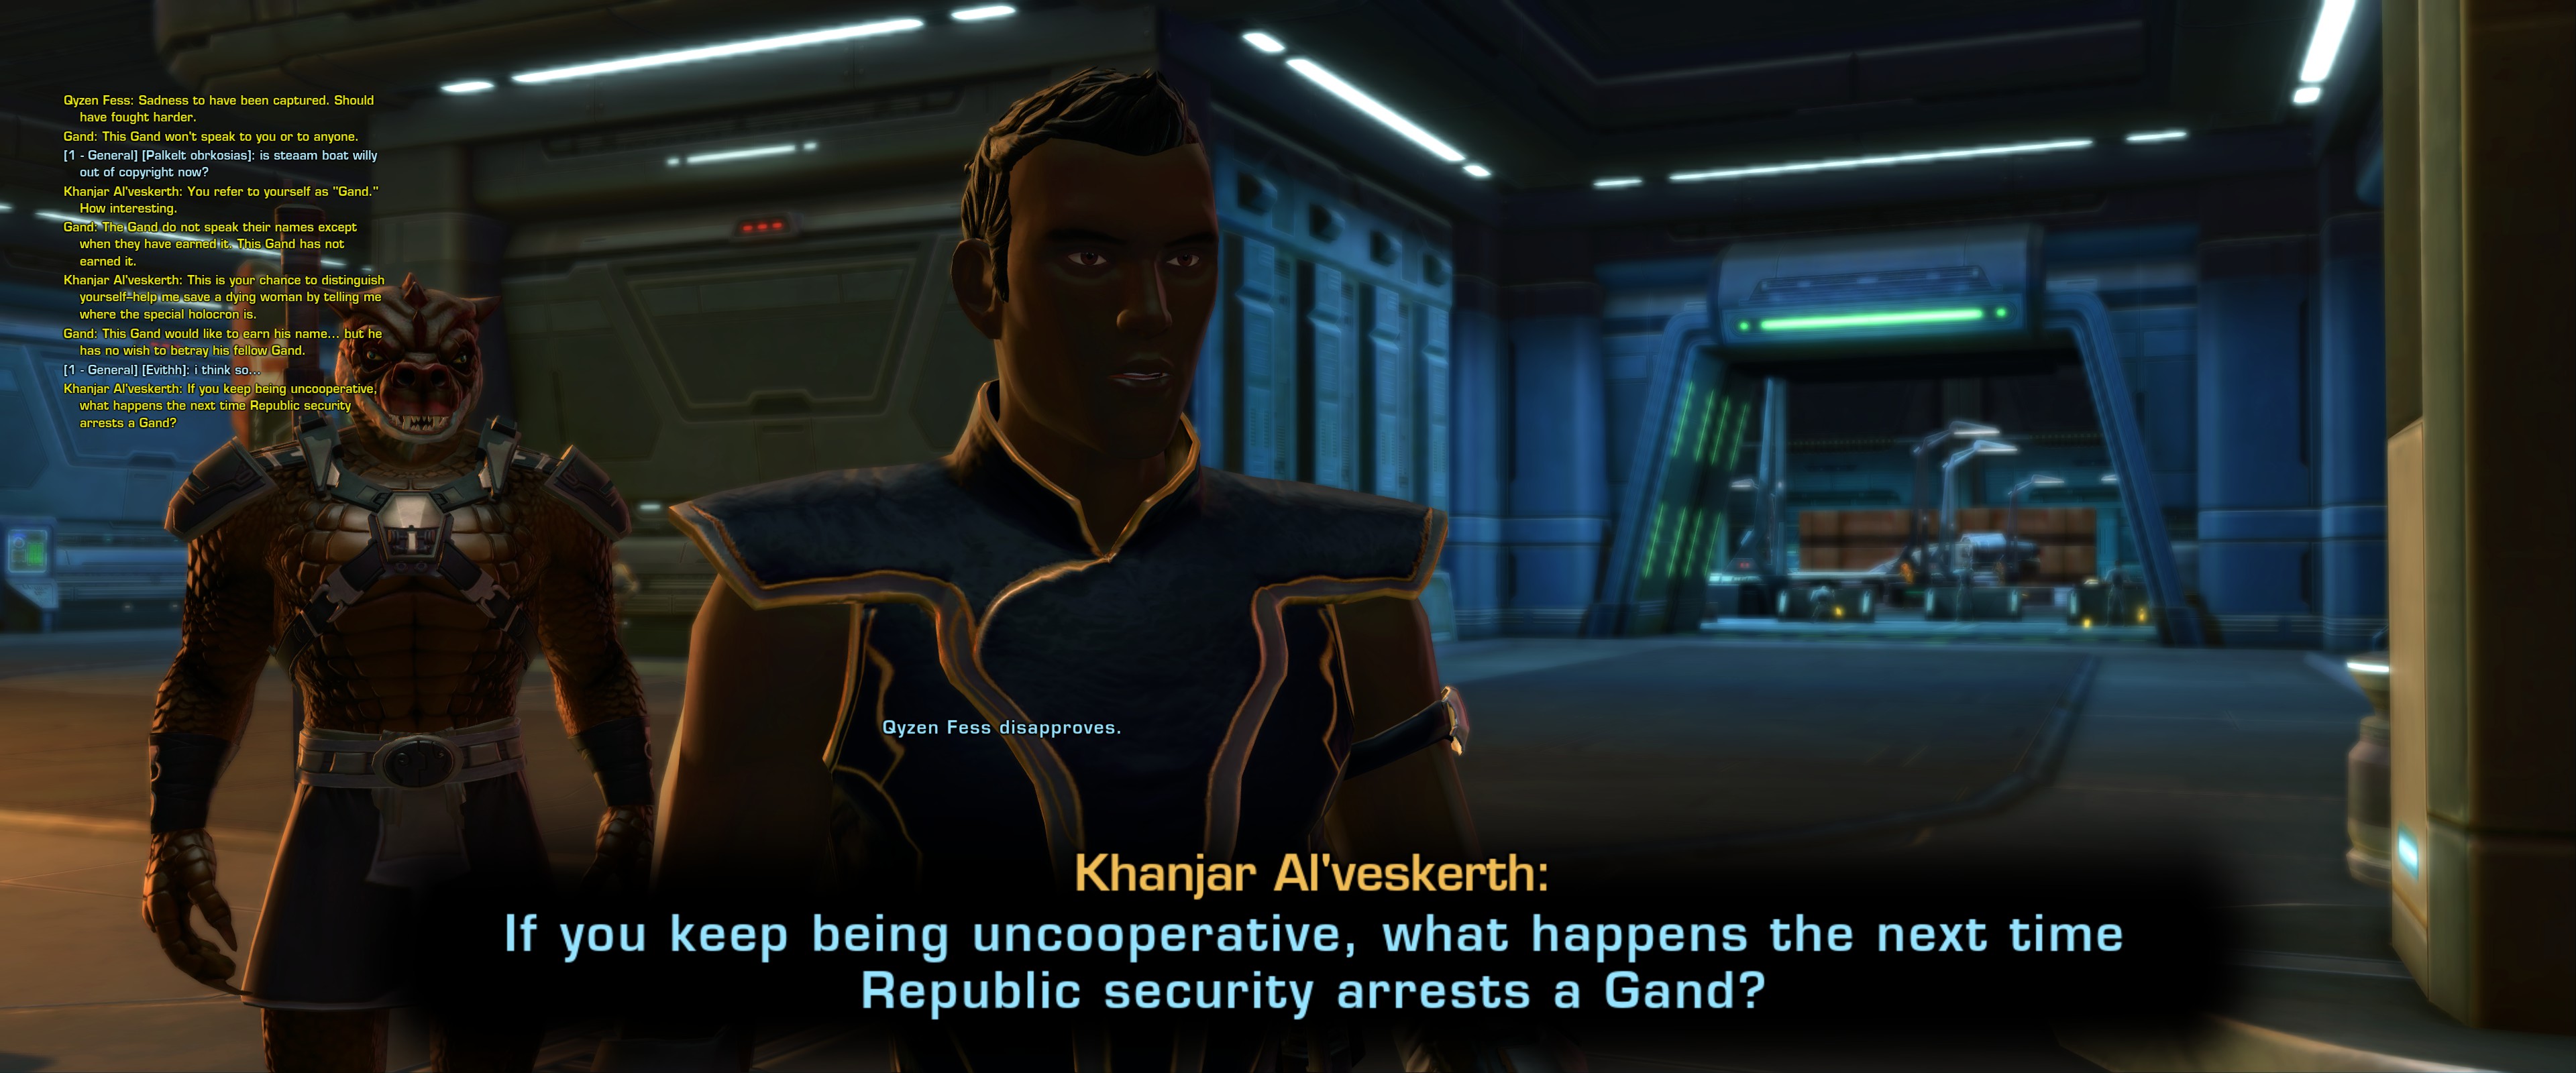 Qyzen Fess: Sadness to have been captured. Should
have fought harder.
Gand: This Gand won't speak to you or to anyone.
[1 - General] [Palkelt obrkosias]: is steaam boat willy
out of copyright now?
Khanjar Al'veskerth: You refer to yourself as "Gand."
How interesting.
Gand: The Gand do not speak their names except
when they have earned it. This Gand has not
earned it.
Khanjar Al'veskerth: This is your chance to distinguish
yourself–help me save a dying woman by telling me
where the special holocron is.
Gand: This Gand would like to earn his name... but he
has no wish to betray his fellow Gand.
[1 - General] [Evithh]: i think so...
Khanjar Al'veskerth: If you keep being uncooperative,
what happens the next time Republic security
arrests a Gand?
Qyzen Fess disapproves.
Khanjar Al'veskerth:
If you keep being uncooperative, what happens the next time
Republic security arrests a Gand?